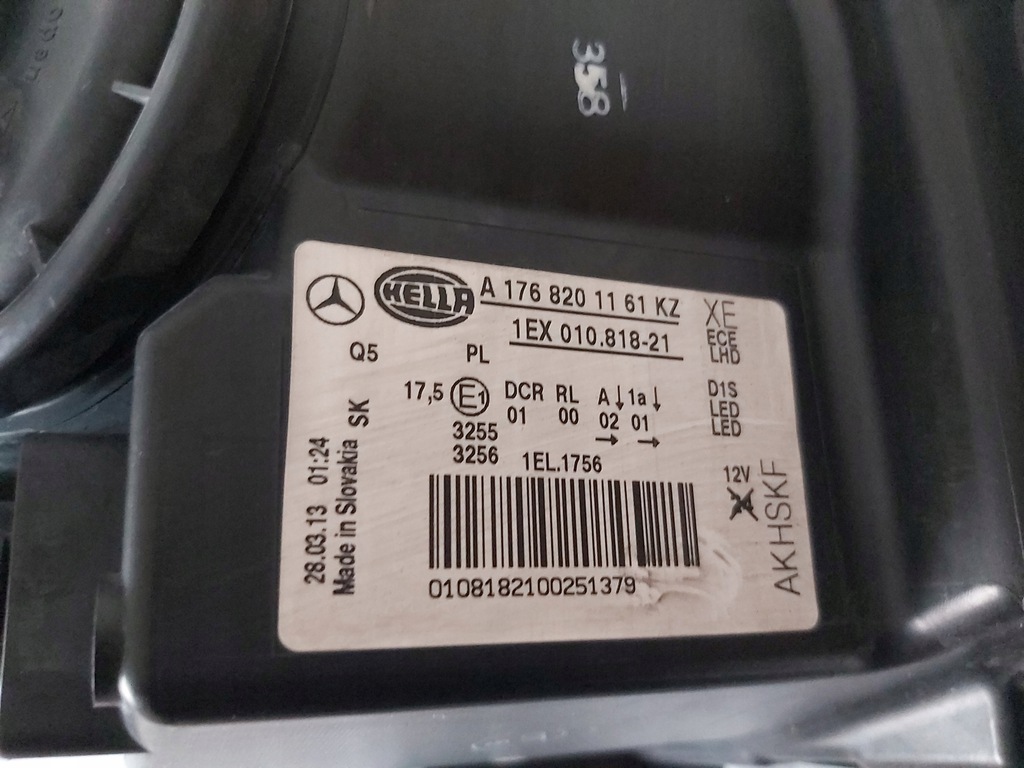 358
HELLA
A 176 820 11 61 KZ
1EX 010.818-21
XE
ECE
LHD
Q5
PL
17,5 E1
DCR RL A 1a
01 00 02 01
3255
3256
1EL.1756
D1S
LED
LED
12V
AKHSKF
28.03.13 01:24
Made in Slovakia SK
0108182100251379